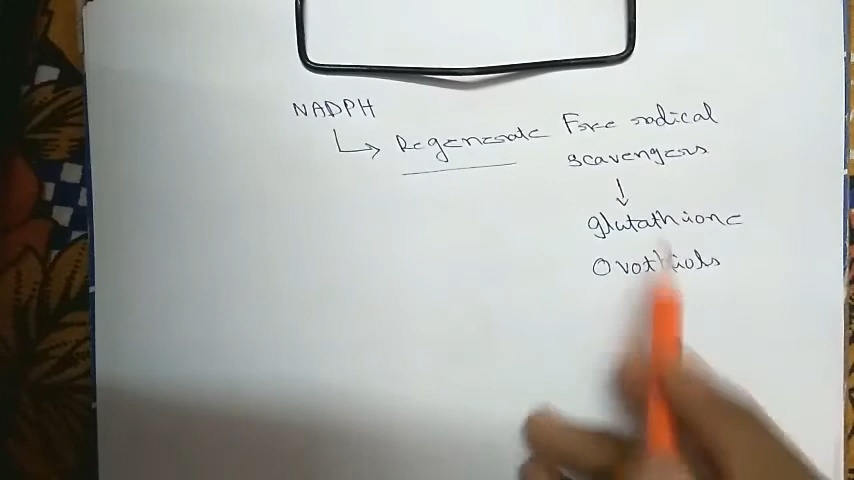 NADPH
Regenerate Free radical
scavengers
glutathione
Ovothiols